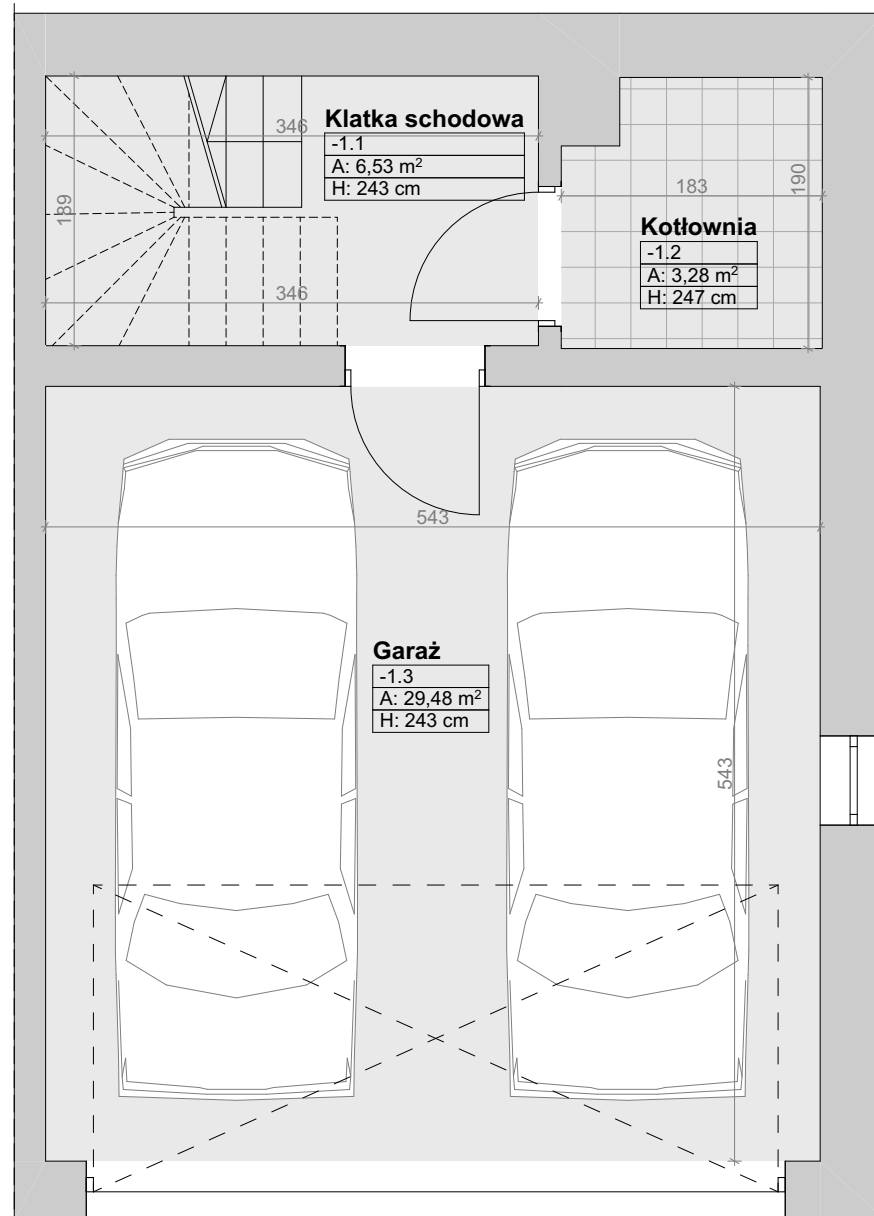 346
Klatka schodowa
-1.1
A: 6,53 m²
H: 243 cm
189
183
190
Kotłownia
-1.2
A: 3,28 m²
H: 247 cm
346
543
Garaż
-1.3
A: 29,48 m²
H: 243 cm
543